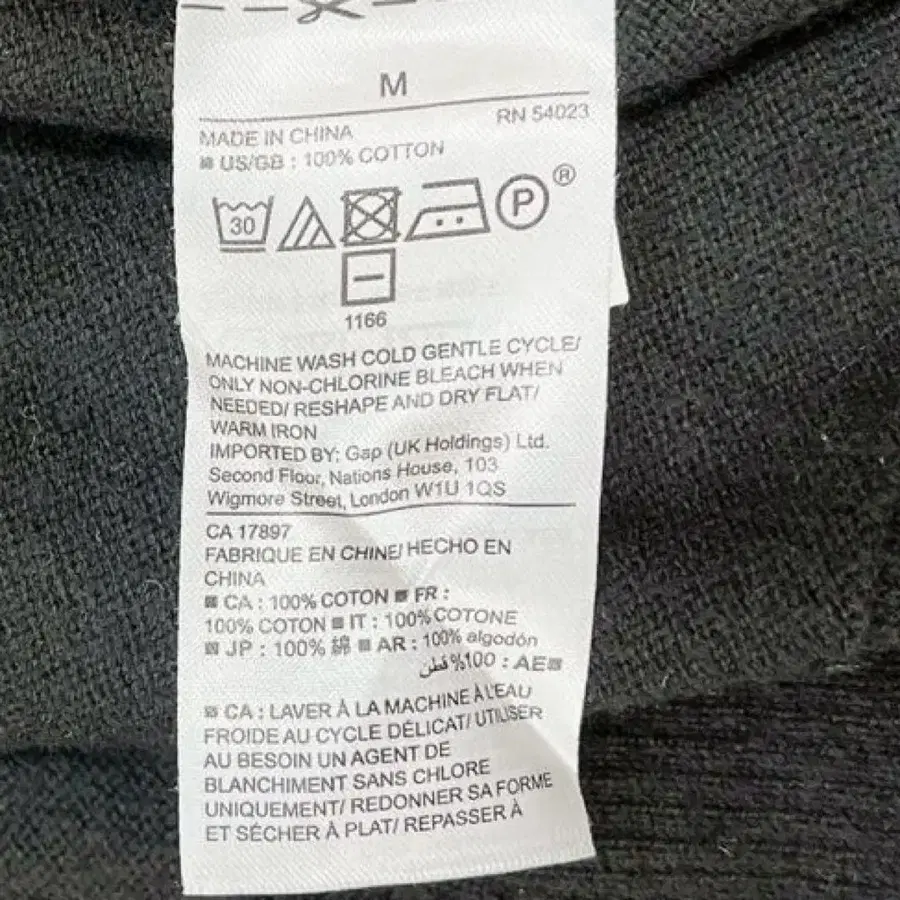 M
RN 54023
MADE IN CHINA
US/GB : 100% COTTON
30
P ®
1166
MACHINE WASH COLD GENTLE CYCLE/
ONLY NON-CHLORINE BLEACH WHEN
NEEDED/ RESHAPE AND DRY FLAT/
WARM IRON
IMPORTED BY: Gap (UK Holdings) Ltd.
Second Floor, Nations House, 103
Wigmore Street, London W1U 1QS
CA 17897
FABRIQUE EN CHINE/ HECHO EN
CHINA
CA : 100% COTON ■ FR :
100% COTON ■ IT : 100% COTONE
JP : 100% 綿 ■ AR : 100% algodón
AE : 100% قطن
CA : LAVER À LA MACHINE À L'EAU
FROIDE AU CYCLE DÉLICAT/ UTILISER
AU BESOIN UN AGENT DE
BLANCHIMENT SANS CHLORE
UNIQUEMENT/ REDONNER SA FORME
ET SÉCHER À PLAT/ REPASSER À